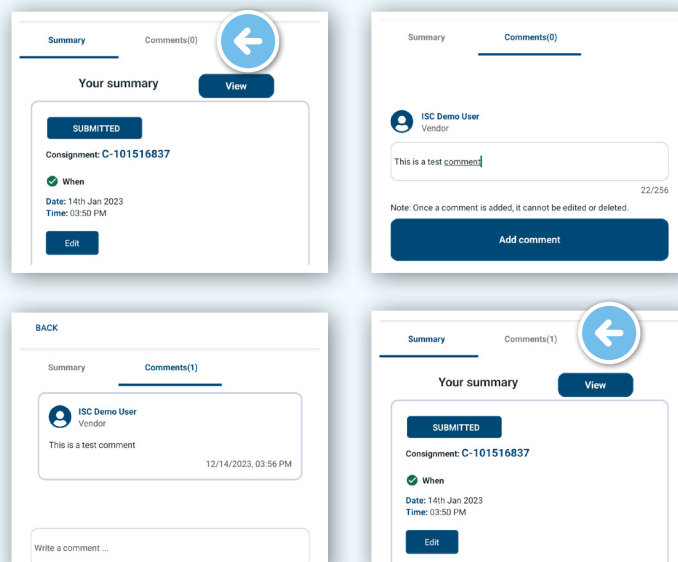 Summary
Comments(0)
Your summary
View
SUBMITTED
Consignment: C-101516837
When
Date: 14th Jan 2023
Time: 03:50 PM
Edit
Summary
Comments(0)
ISC Demo User
Vendor
This is a test comment
22/256
Note: Once a comment is added, it cannot be edited or deleted.
Add comment
BACK
Summary
Comments(1)
ISC Demo User
Vendor
This is a test comment
12/14/2023, 03:56 PM
Write a comment ...
Summary
Comments(1)
Your summary
View
SUBMITTED
Consignment: C-101516837
When
Date: 14th Jan 2023
Time: 03:50 PM
Edit